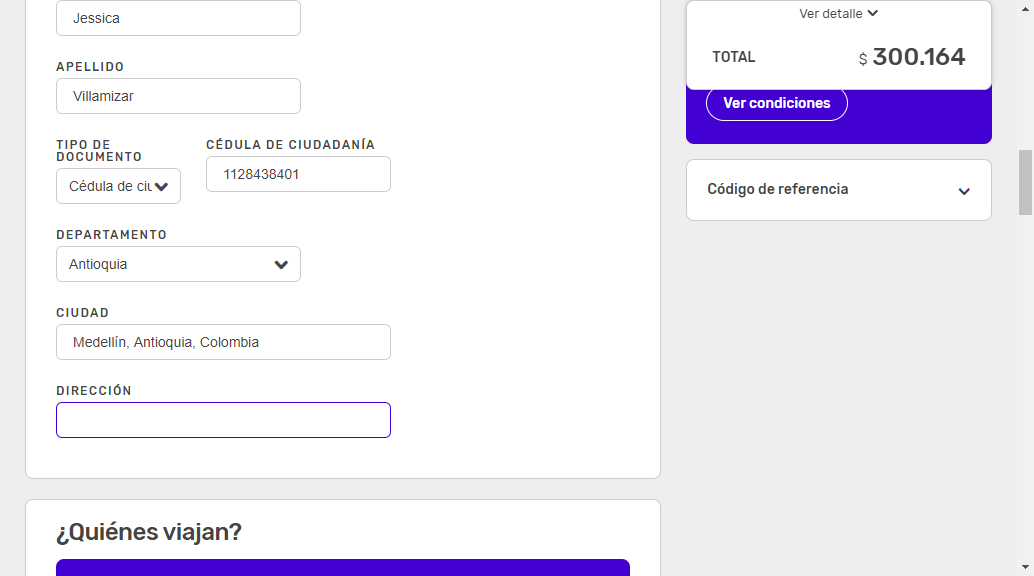 Jessica
APELLIDO
Villamizar
TIPO DE
DOCUMENTO
Cédula de ciu
CÉDULA DE CIUDADANÍA
1128438401
DEPARTAMENTO
Antioquia
CIUDAD
Medellín, Antioquia, Colombia
DIRECCIÓN
¿Quiénes viajan?
Ver detalle
TOTAL
$ 300.164
Ver condiciones
Código de referencia